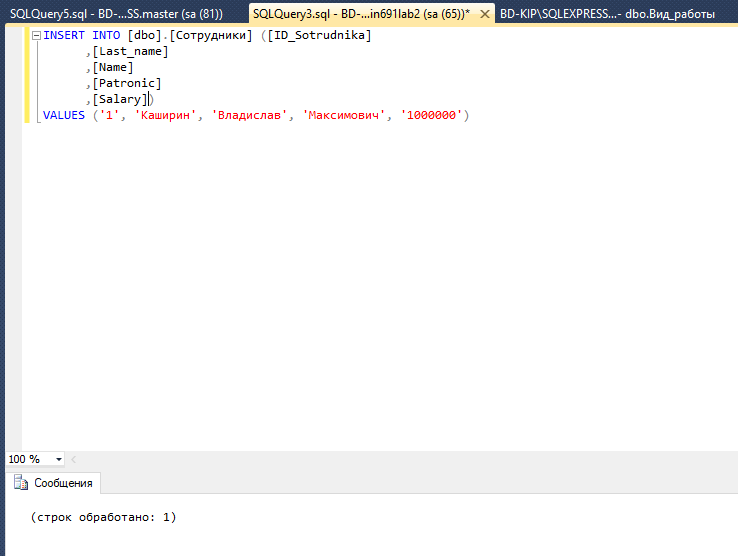 SQLQuery5.sql - BD-...SS.master (sa (81)) SQLQuery3.sql - BD-...in691lab2 (sa (65))* BD-KIP\SQLEXPRESS...- dbo.Вид_работы
INSERT INTO [dbo].[Сотрудники] ([ID_Sotrudnika]
,[Last_name]
,[Name]
,[Patronic]
,[Salary])
VALUES ('1', 'Каширин', 'Владислав', 'Максимович', '1000000')
100 %
Сообщения
(строк обработано: 1)